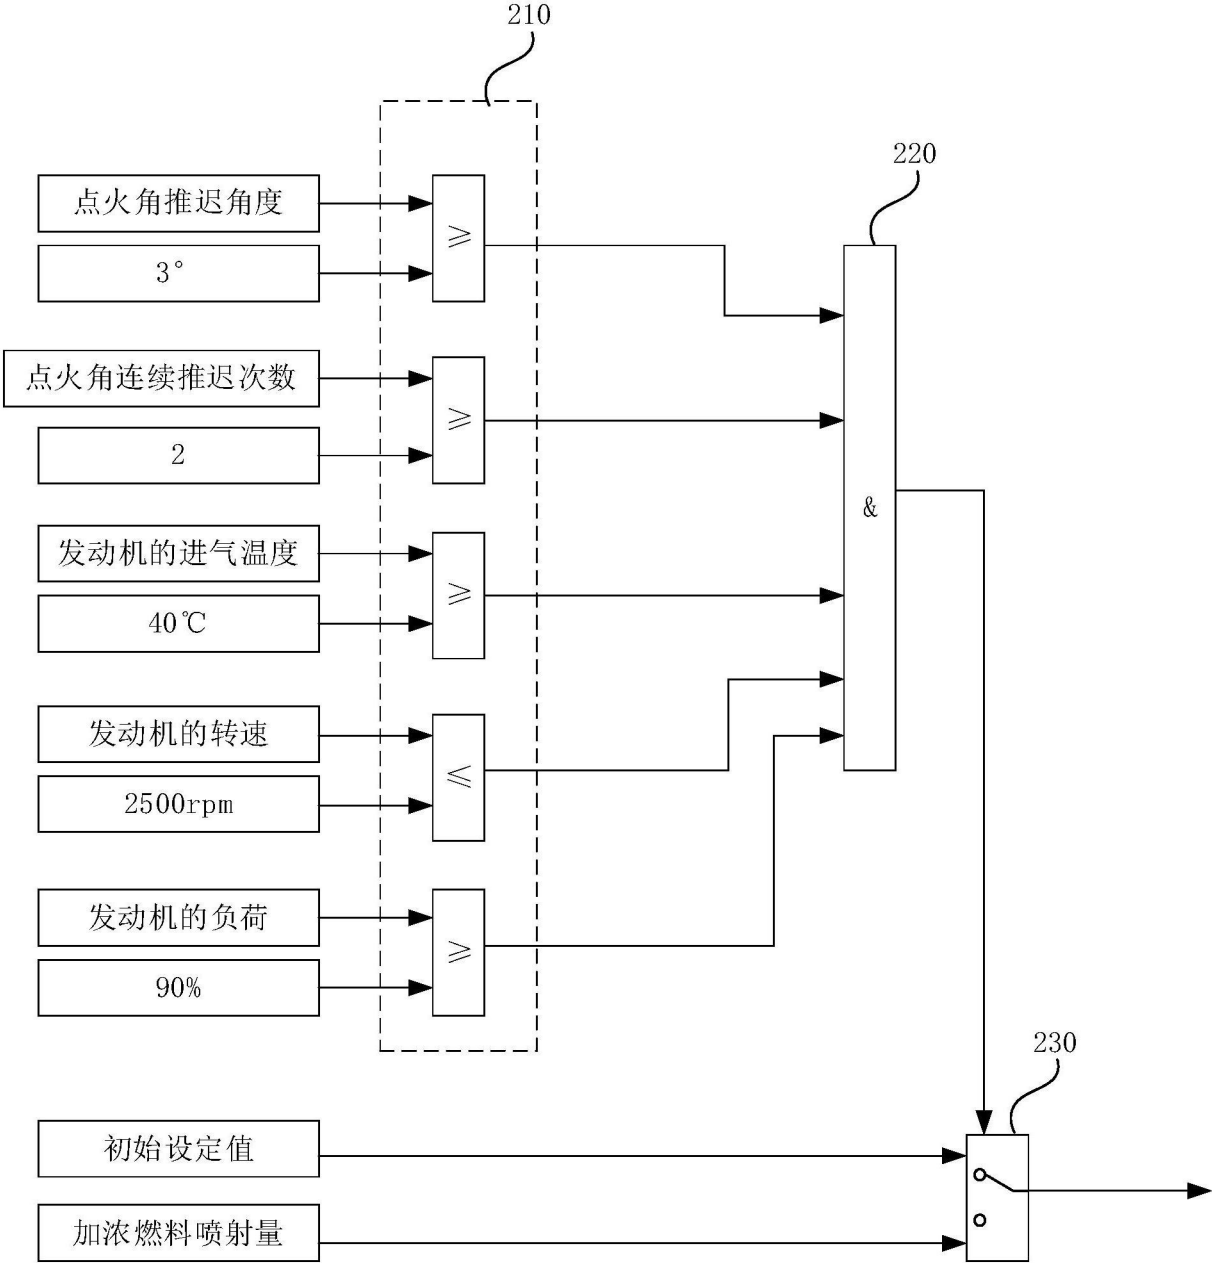 210
220
点火角推迟角度
≥
3°
点火角连续推迟次数
≥
2
&
发动机的进气温度
≥
40℃
发动机的转速
≤
2500rpm
发动机的负荷
≥
90%
230
初始设定值
加浓燃料喷射量